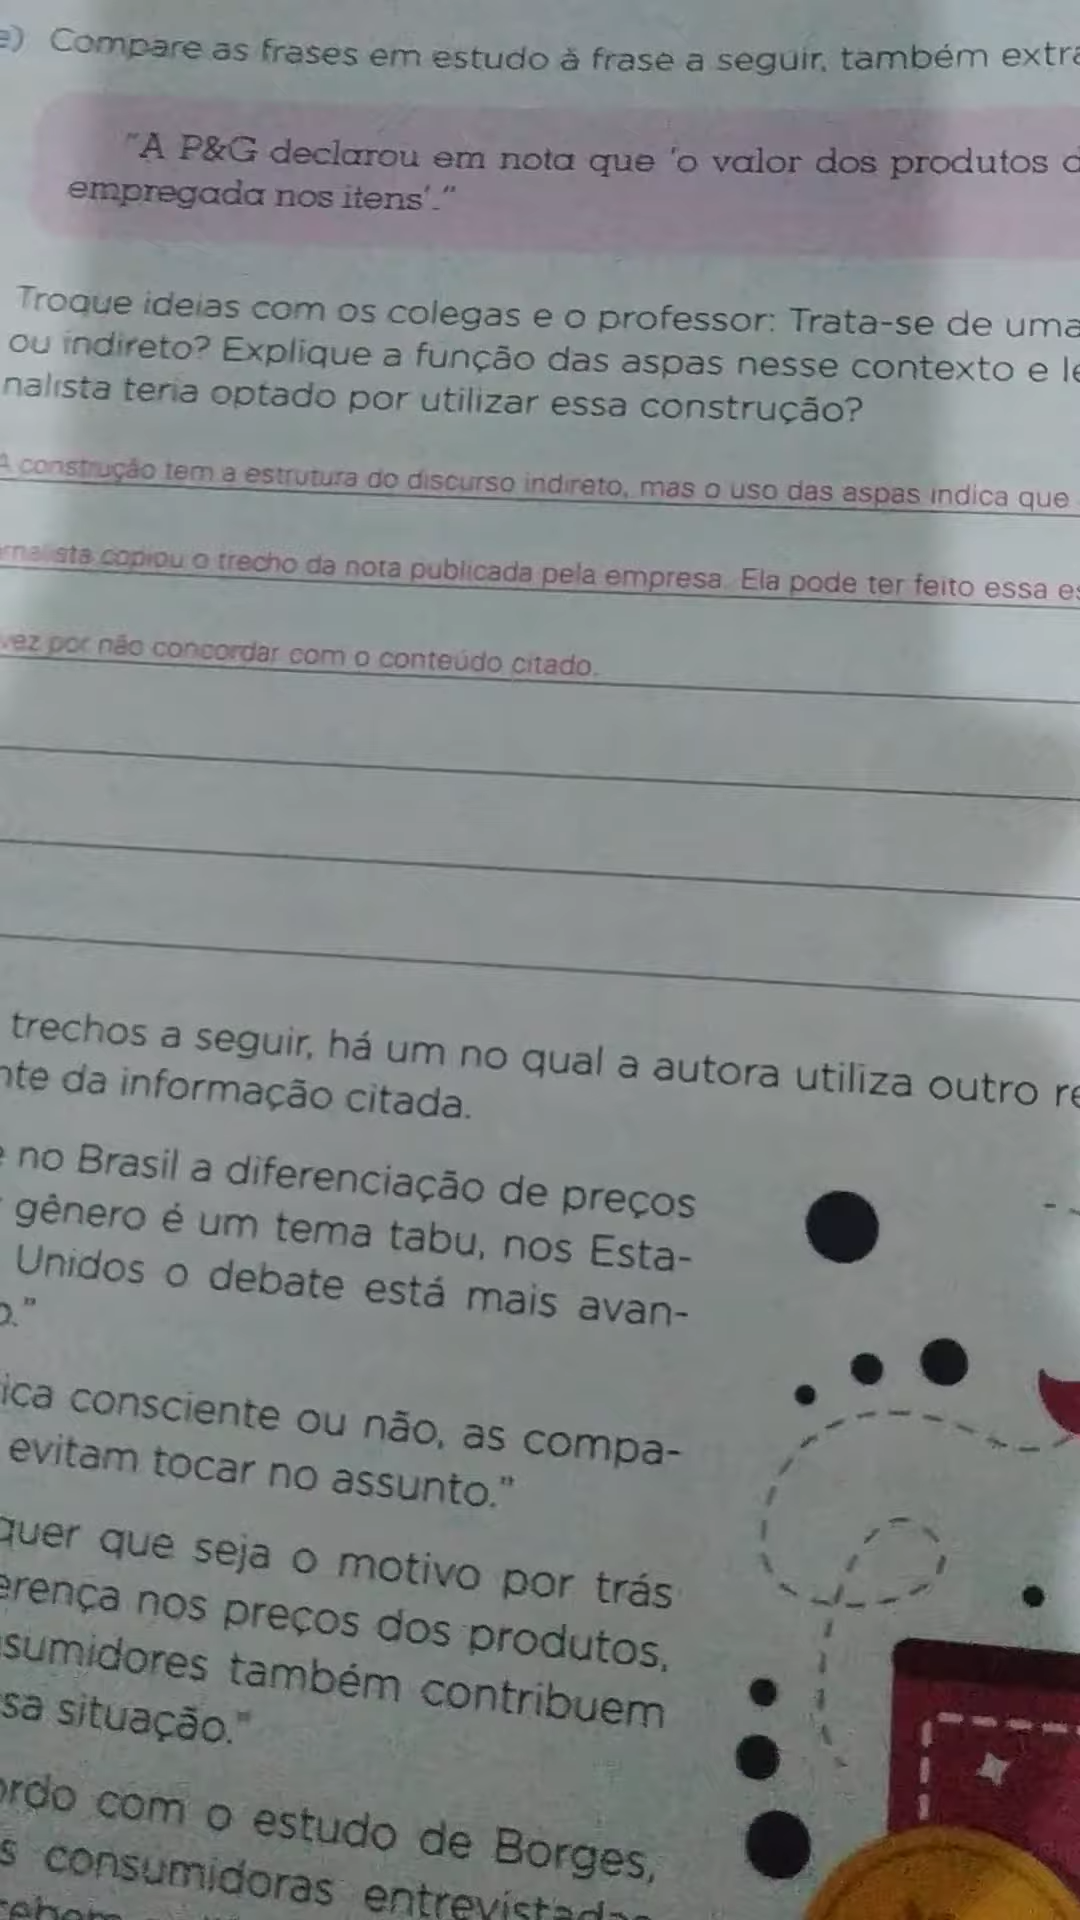 e) Compare as frases em estudo à frase a seguir, também extra
"A P&G declarou em nota que 'o valor dos produtos d
empregada nos itens'."
Troque ideias com os colegas e o professor: Trata-se de uma
ou indireto? Explique a função das aspas nesse contexto e le
nalista teria optado por utilizar essa construção?
A construção tem a estrutura do discurso indireto, mas o uso das aspas indica que
rnalista copiou o trecho da nota publicada pela empresa. Ela pode ter feito essa es
vez por não concordar com o conteúdo citado.
trechos a seguir, há um no qual a autora utiliza outro re
nte da informação citada.
e no Brasil a diferenciação de preços
r gênero é um tema tabu, nos Esta-
Unidos o debate está mais avan-
o."
ica consciente ou não, as compa-
evitam tocar no assunto."
quer que seja o motivo por trás
erença nos preços dos produtos,
sumidores também contribuem
sa situação."
ordo com o estudo de Borges,
s consumidoras entrevistadas